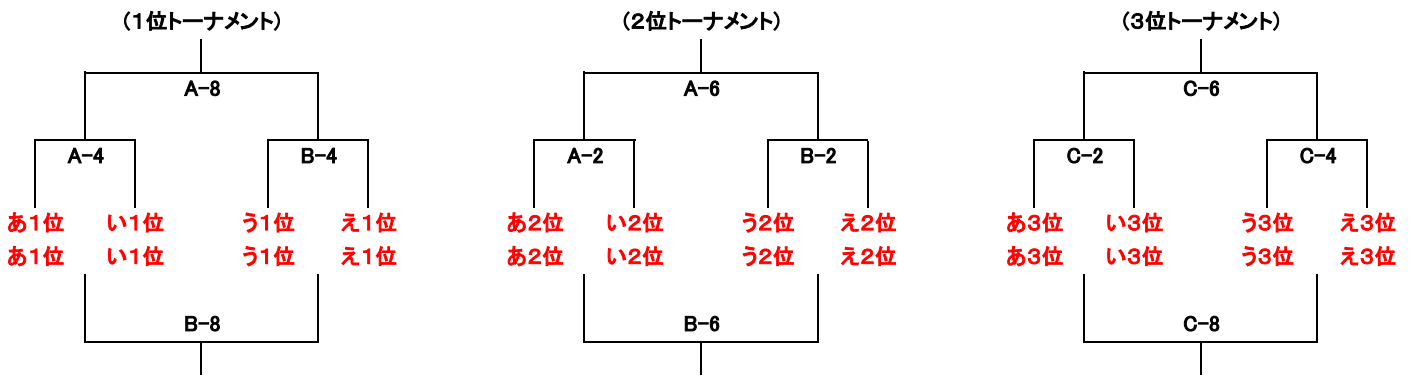 （１位トーナメント）
A-8
A-4 B-4
あ１位 い１位 う１位 え１位
あ１位 い１位 う１位 え１位
B-8
（２位トーナメント）
A-6
A-2 B-2
あ２位 い２位 う２位 え２位
あ２位 い２位 う２位 え２位
B-6
（３位トーナメント）
C-6
C-2 C-4
あ３位 い３位 う３位 え３位
あ３位 い３位 う３位 え３位
C-8